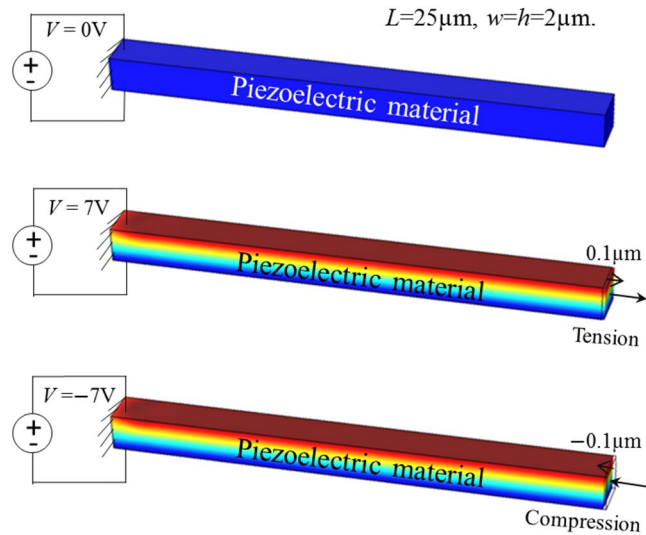 L=25μm, w=h=2μm.
V = 0V
+
-
Piezoelectric material
V = 7V
+
-
Piezoelectric material
0.1μm
Tension
V =−7V
+
-
Piezoelectric material
−0.1μm
Compression